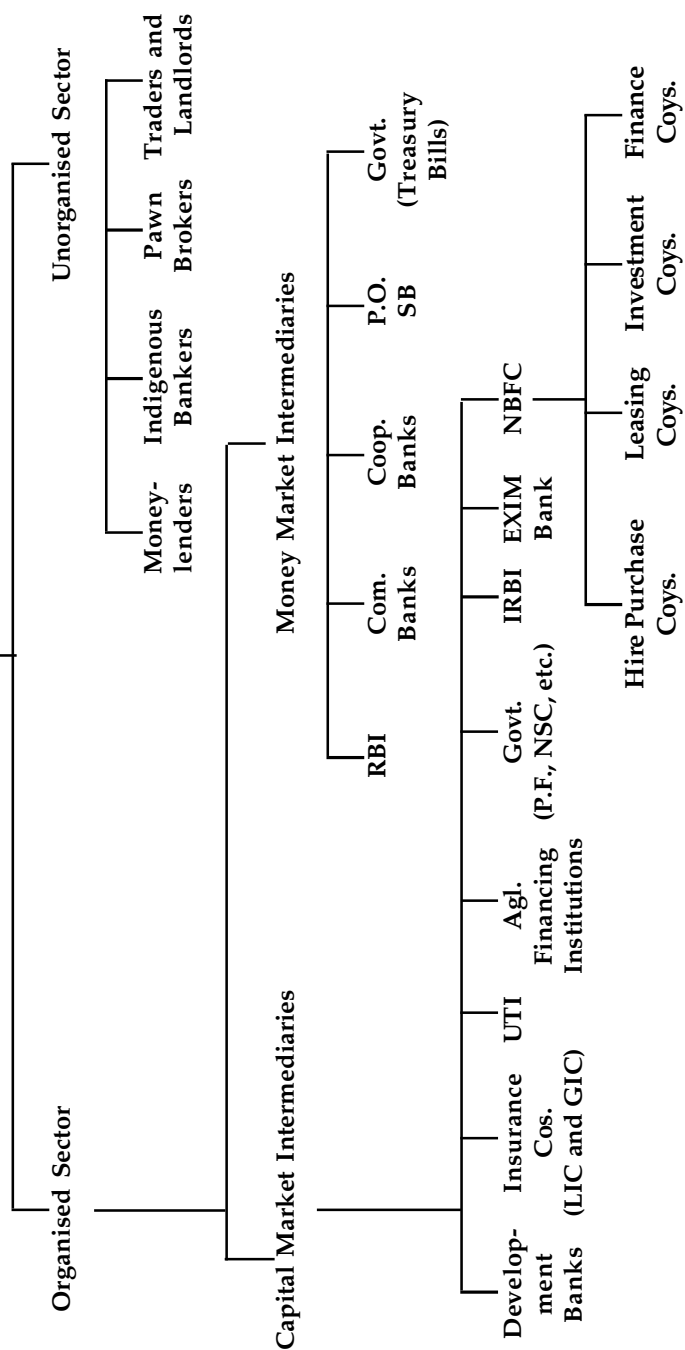 Organised Sector
Unorganised Sector
Money-
lenders
Indigenous
Bankers
Pawn
Brokers
Traders and
Landlords
Capital Market Intermediaries
Money Market Intermediaries
RBI
Com.
Banks
Coop.
Banks
P.O.
SB
Govt.
(Treasury
Bills)
Develop-
ment
Banks
Insurance
Cos.
(LIC and GIC)
UTI
Agl.
Financing
Institutions
Govt.
(P.F., NSC, etc.)
IRBI
EXIM
Bank
NBFC
Hire Purchase
Coys.
Leasing
Coys.
Investment
Coys.
Finance
Coys.